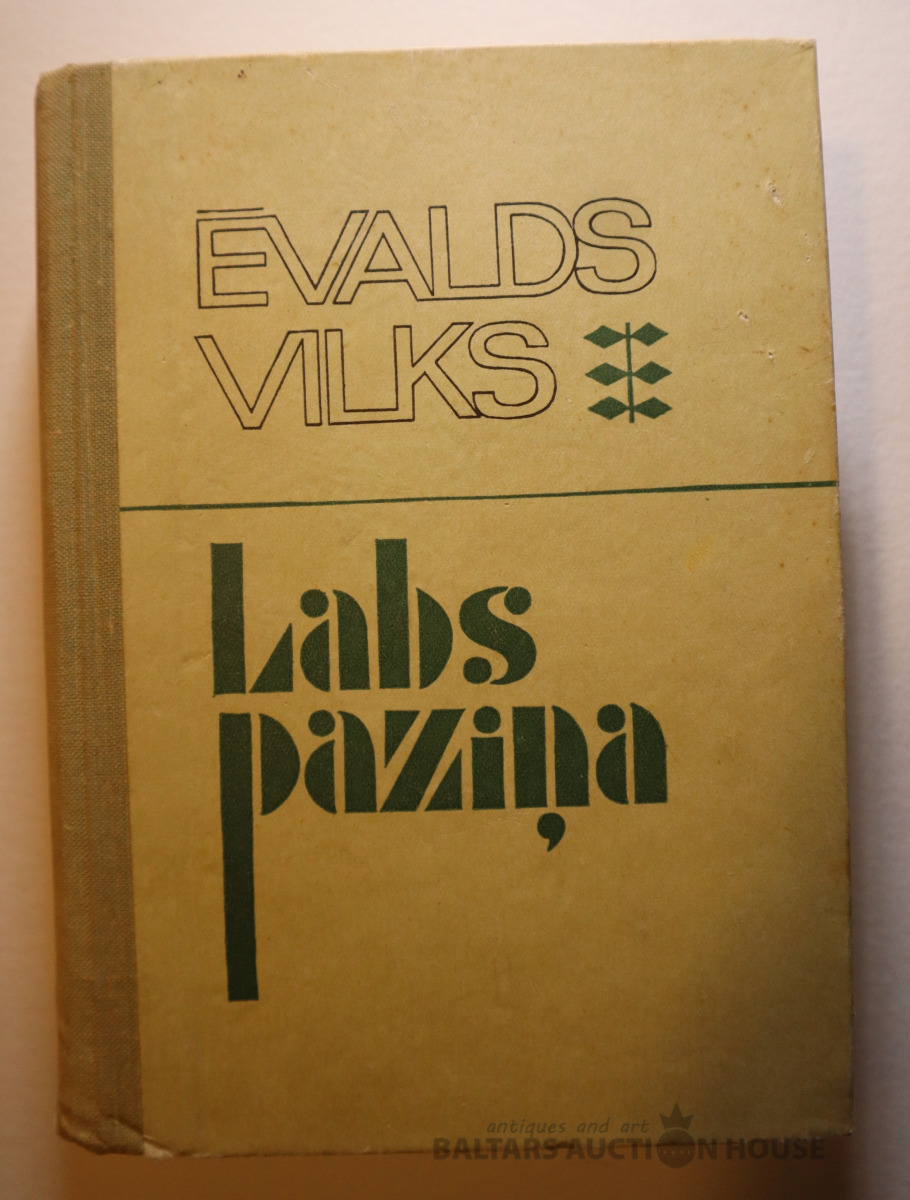 ĒVALDS
VILKS
Labs
paziņa
antiques and art
BALTARS AUCTION HOUSE